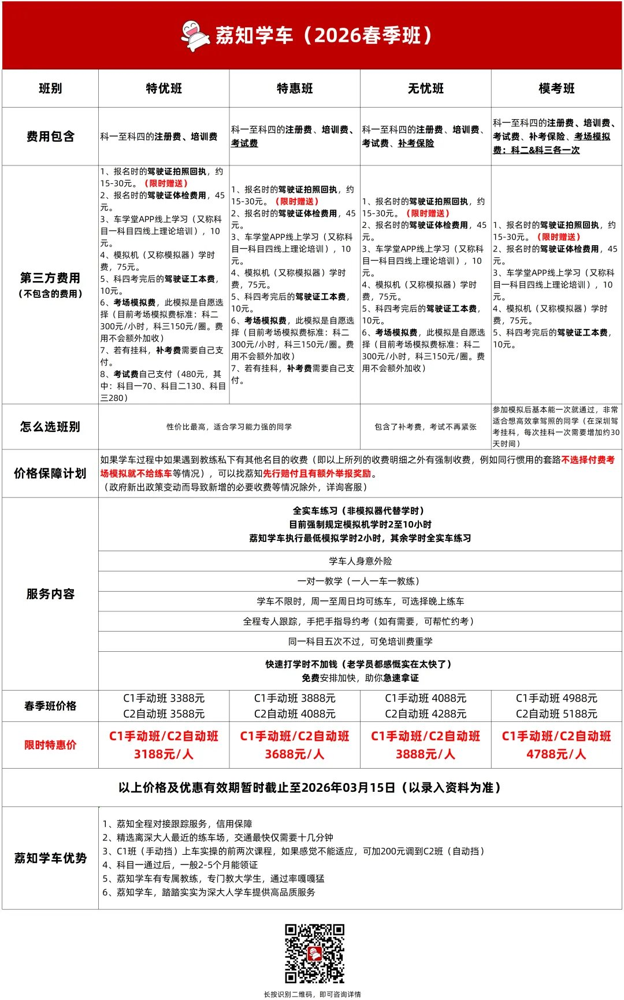 荔知学车（2026春季班）
班别
特优班
特惠班
无忧班
模考班
费用包含
科一至科四的注册费、培训费
科一至科四的注册费、培训费、
考试费
科一至科四的注册费、培训费、
考试费、补考保险
科一至科四的注册费、培训费、
考试费、补考保险、考场模拟
费：科二&科三各一次
第三方费用
（不包含的费用）
1、报名时的驾驶证拍照回执，约
15-30元。（限时赠送）
2、报名时的驾驶证体检费用，45
元。
3、车学堂APP线上学习（又称科
目一科目四线上理论培训），10
元。
4、模拟机（又称模拟器）学时
费，75元。
5、科四考完后的驾驶证工本费，
10元。
6、考场模拟费，此模拟是自愿选
择（目前考场模拟费标准：科二
300元/小时，科三150元/圈。费
用不会额外加收）
7、若有挂科，补考费需要自己支
付。
8、考试费自己支付（480元，其
中：科目一70、科目二130、科目
三280）
1、报名时的驾驶证拍照回执，约
15-30元。（限时赠送）
2、报名时的驾驶证体检费用，45
元。
3、车学堂APP线上学习（又称科
目一科目四线上理论培训），10
元。
4、模拟机（又称模拟器）学时
费，75元。
5、科四考完后的驾驶证工本费，
10元。
6、考场模拟费，此模拟是自愿选
择（目前考场模拟费标准：科二
300元/小时，科三150元/圈。费
用不会额外加收）
7、若有挂科，补考费需要自己支
付。
1、报名时的驾驶证拍照回执，约
15-30元。（限时赠送）
2、报名时的驾驶证体检费用，45
元。
3、车学堂APP线上学习（又称科
目一科目四线上理论培训），10
元。
4、模拟机（又称模拟器）学时
费，75元。
5、科四考完后的驾驶证工本费，
10元。
6、考场模拟费，此模拟是自愿选
择（目前考场模拟费标准：科二
300元/小时，科三150元/圈。费
用不会额外加收）
1、报名时的驾驶证拍照回执，约
15-30元。（限时赠送）
2、报名时的驾驶证体检费用，45
元。
3、车学堂APP线上学习（又称科
目一科目四线上理论培训），10
元。
4、模拟机（又称模拟器）学时
费，75元。
5、科四考完后的驾驶证工本费，
10元。
怎么选班别
性价比最高，适合学习能力强的同学
包含了补考费，考试不再紧张
参加模拟后基本能一次就通过，非常
适合想高效拿驾照的同学（在深圳驾
考挂科，每次挂科一次需要增加约30
天时间）
价格保障计划
如果学车过程中如果遇到教练私下有其他名目的收费（即以上所列的收费明细之外有强制收费，例如同行惯用的套路不选择付费考
场模拟就不给练车等情况），可以找荔知先行赔付且有额外举报奖励。
（政府新出政策变动而导致新增的必要收费等情况除外，详询客服）
服务内容
全实车练习（非模拟器代替学时）
目前强制规定模拟机学时2至10小时
荔知学车执行最低模拟学时2小时，其余学时全实车练习
学车人身意外险
一对一教学（一人一车一教练）
学车不限时，周一至周日均可练车，可选择晚上练车
全程专人跟踪，手把手指导约考（如有需要，可帮忙约考）
同一科目五次不过，可免培训费重学
快速打学时不加钱（老学员都感慨实在太快了）
免费安排加快，助你急速拿证
春季班价格
C1手动班 3388元
C2自动班 3588元
C1手动班 3888元
C2自动班 4088元
C1手动班 4088元
C2自动班 4288元
C1手动班 4988元
C2自动班 5188元
限时特惠价
C1手动班/C2自动班
3188元/人
C1手动班/C2自动班
3688元/人
C1手动班/C2自动班
3888元/人
C1手动班/C2自动班
4788元/人
以上价格及优惠有效期暂时截止至2026年03月15日（以录入资料为准）
荔知学车优势
1、荔知全程对接跟踪服务，信用保障
2、精选离深大人最近的练车场，交通最快仅需要十几分钟
3、C1班（手动挡）上车实操的前两次课程，如果感觉不能适应，可加200元调到C2班（自动挡）
4、科目一通过后，一般2-5个月能领证
5、荔知学车有专属教练，专门教大学生，通过率嘎嘎猛
6、荔知学车，踏踏实实为深大人学车提供高品质服务
长按识别二维码，即可咨询详情